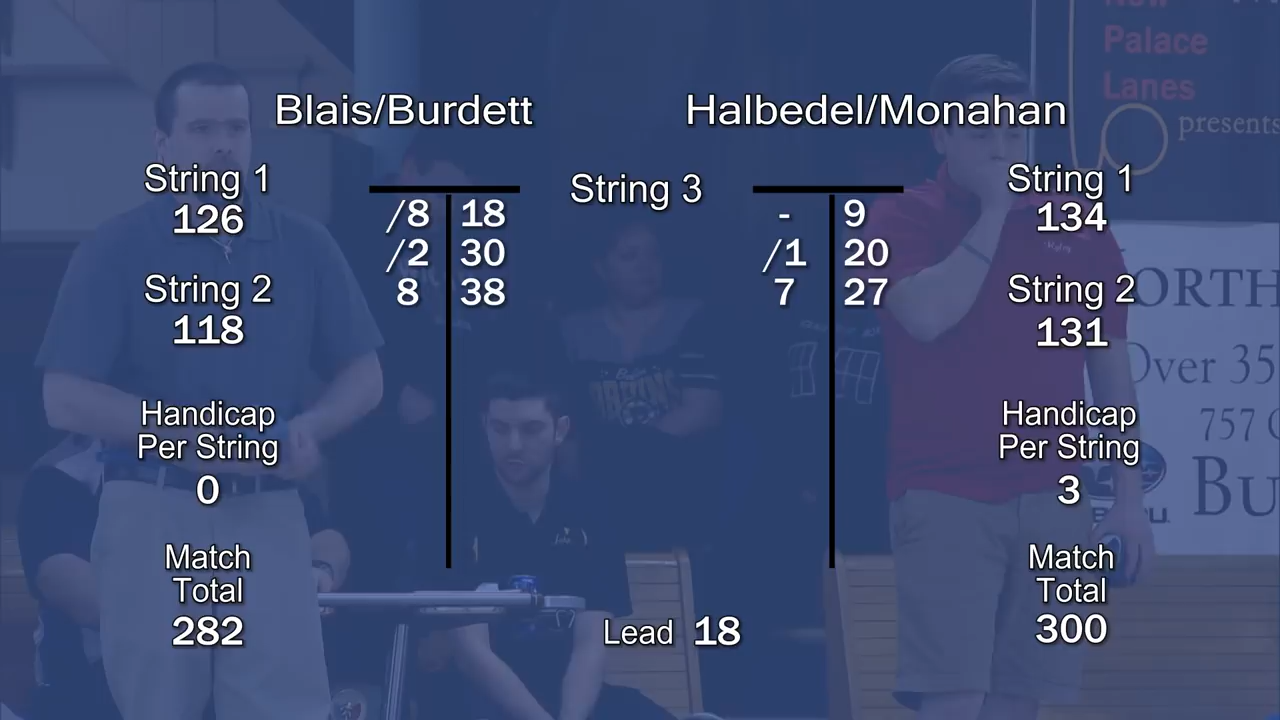 Palace
Lanes
presents
Blais/Burdett
Halbedel/Monahan
String 1
126
String 2
118
Handicap
Per String
0
Match
Total
282
String 3
/8 18
/2 30
8 38
- 9
/1 20
7 27
Lead 18
String 1
134
String 2
131
Handicap
Per String
3
Match
Total
300
Over 35
757